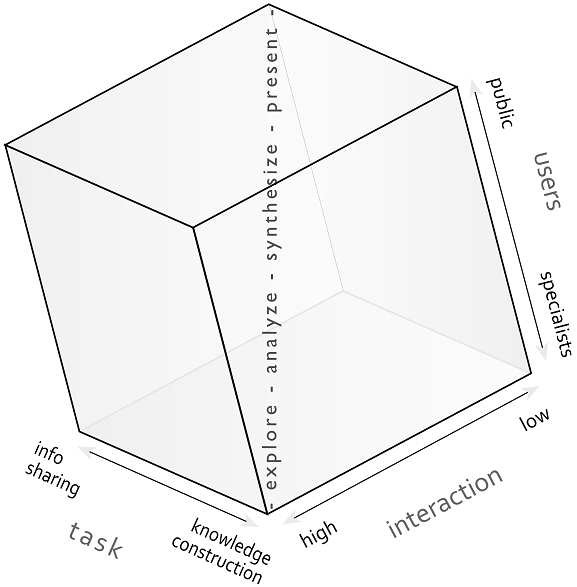 - explore - analyze - synthesize - present -
public
users
specialists
low
interaction
high
info
sharing
task
knowledge
construction